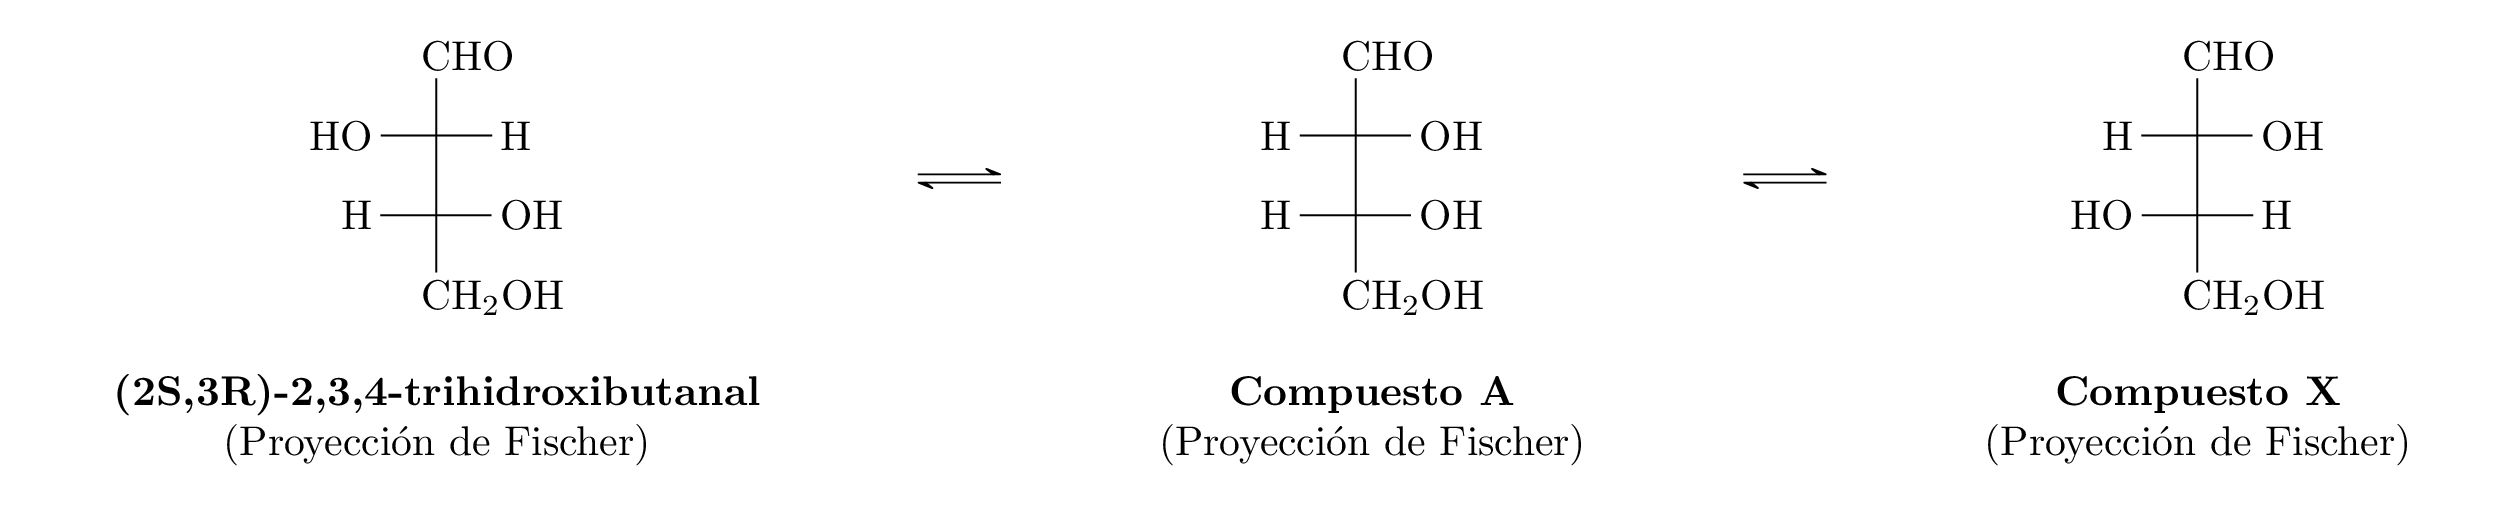 CHO CHO CHO
HO H H OH H OH
H OH H OH HO H
CH₂OH CH₂OH CH₂OH
(2S,3R)-2,3,4-trihidroxibutanal Compuesto A Compuesto X
(Proyección de Fischer) (Proyección de Fischer) (Proyección de Fischer)